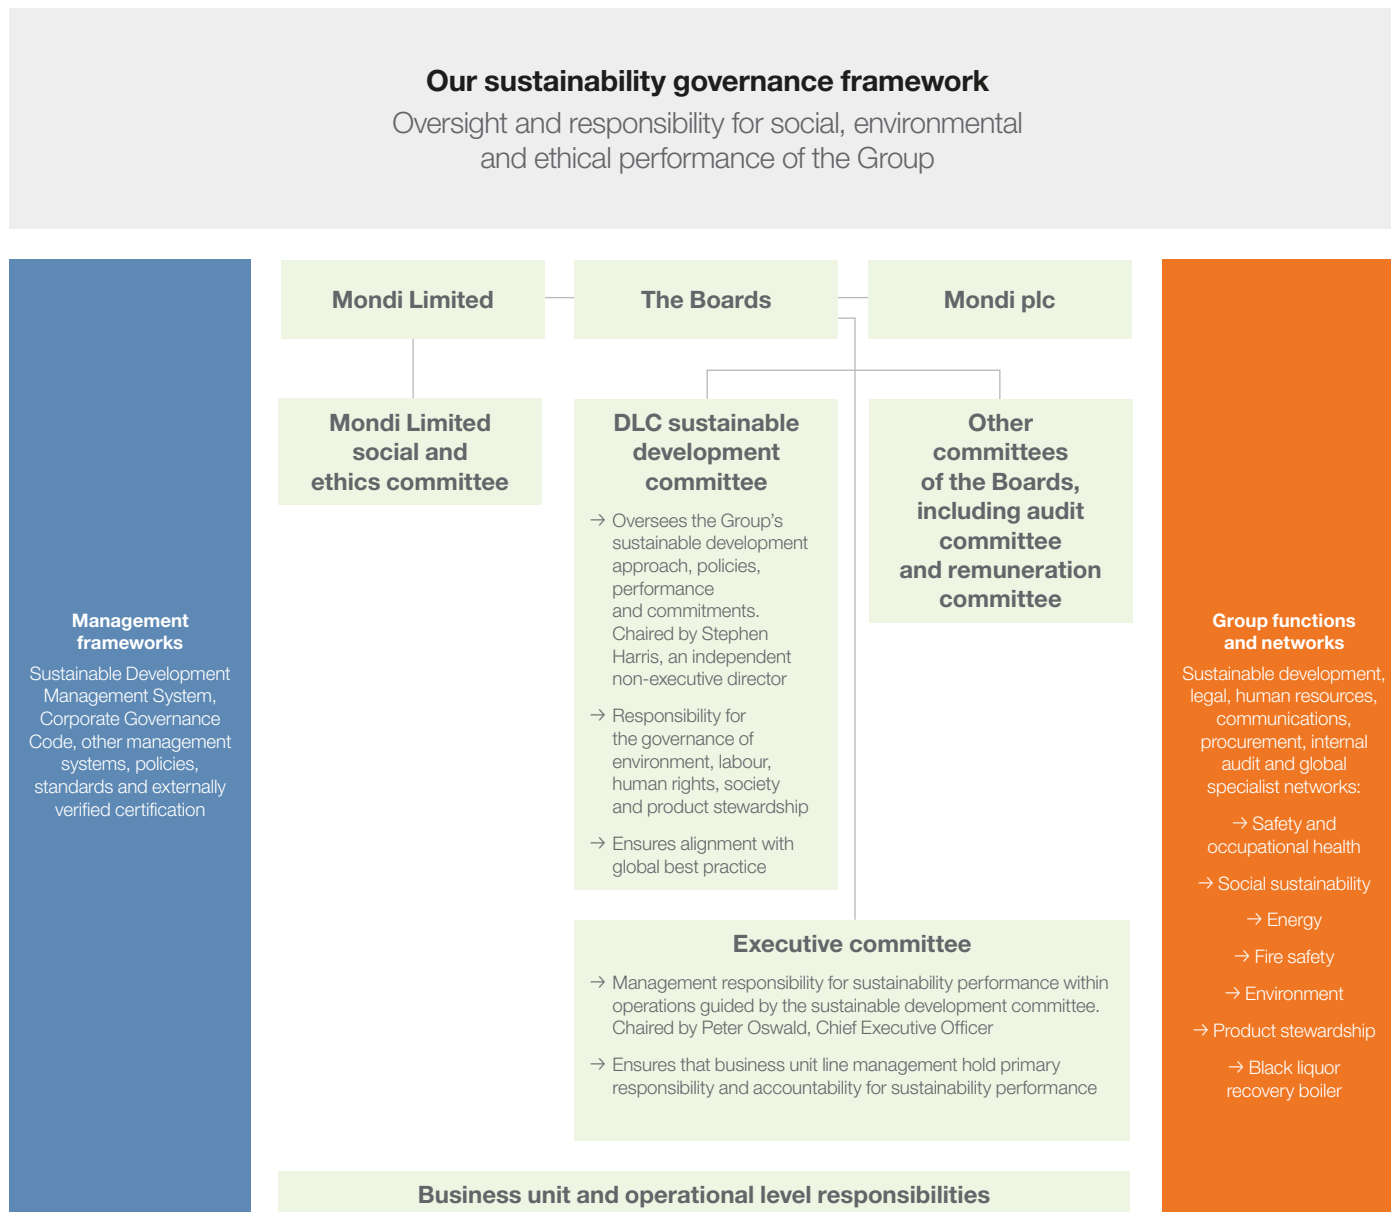 Our sustainability governance framework
Oversight and responsibility for social, environmental
and ethical performance of the Group
Management
frameworks
Sustainable Development
Management System,
Corporate Governance
Code, other management
systems, policies,
standards and externally
verified certification
Mondi Limited
The Boards
Mondi plc
Mondi Limited
social and
ethics committee
DLC sustainable
development
committee
→ Oversees the Group’s
sustainable development
approach, policies,
performance
and commitments.
Chaired by Stephen
Harris, an independent
non-executive director
→ Responsibility for
the governance of
environment, labour,
human rights, society
and product stewardship
→ Ensures alignment with
global best practice
Other
committees
of the Boards,
including audit
committee
and remuneration
committee
Executive committee
→ Management responsibility for sustainability performance within
operations guided by the sustainable development committee.
Chaired by Peter Oswald, Chief Executive Officer
→ Ensures that business unit line management hold primary
responsibility and accountability for sustainability performance
Business unit and operational level responsibilities
Group functions
and networks
Sustainable development,
legal, human resources,
communications,
procurement, internal
audit and global
specialist networks:
→ Safety and
occupational health
→ Social sustainability
→ Energy
→ Fire safety
→ Environment
→ Product stewardship
→ Black liquor
recovery boiler